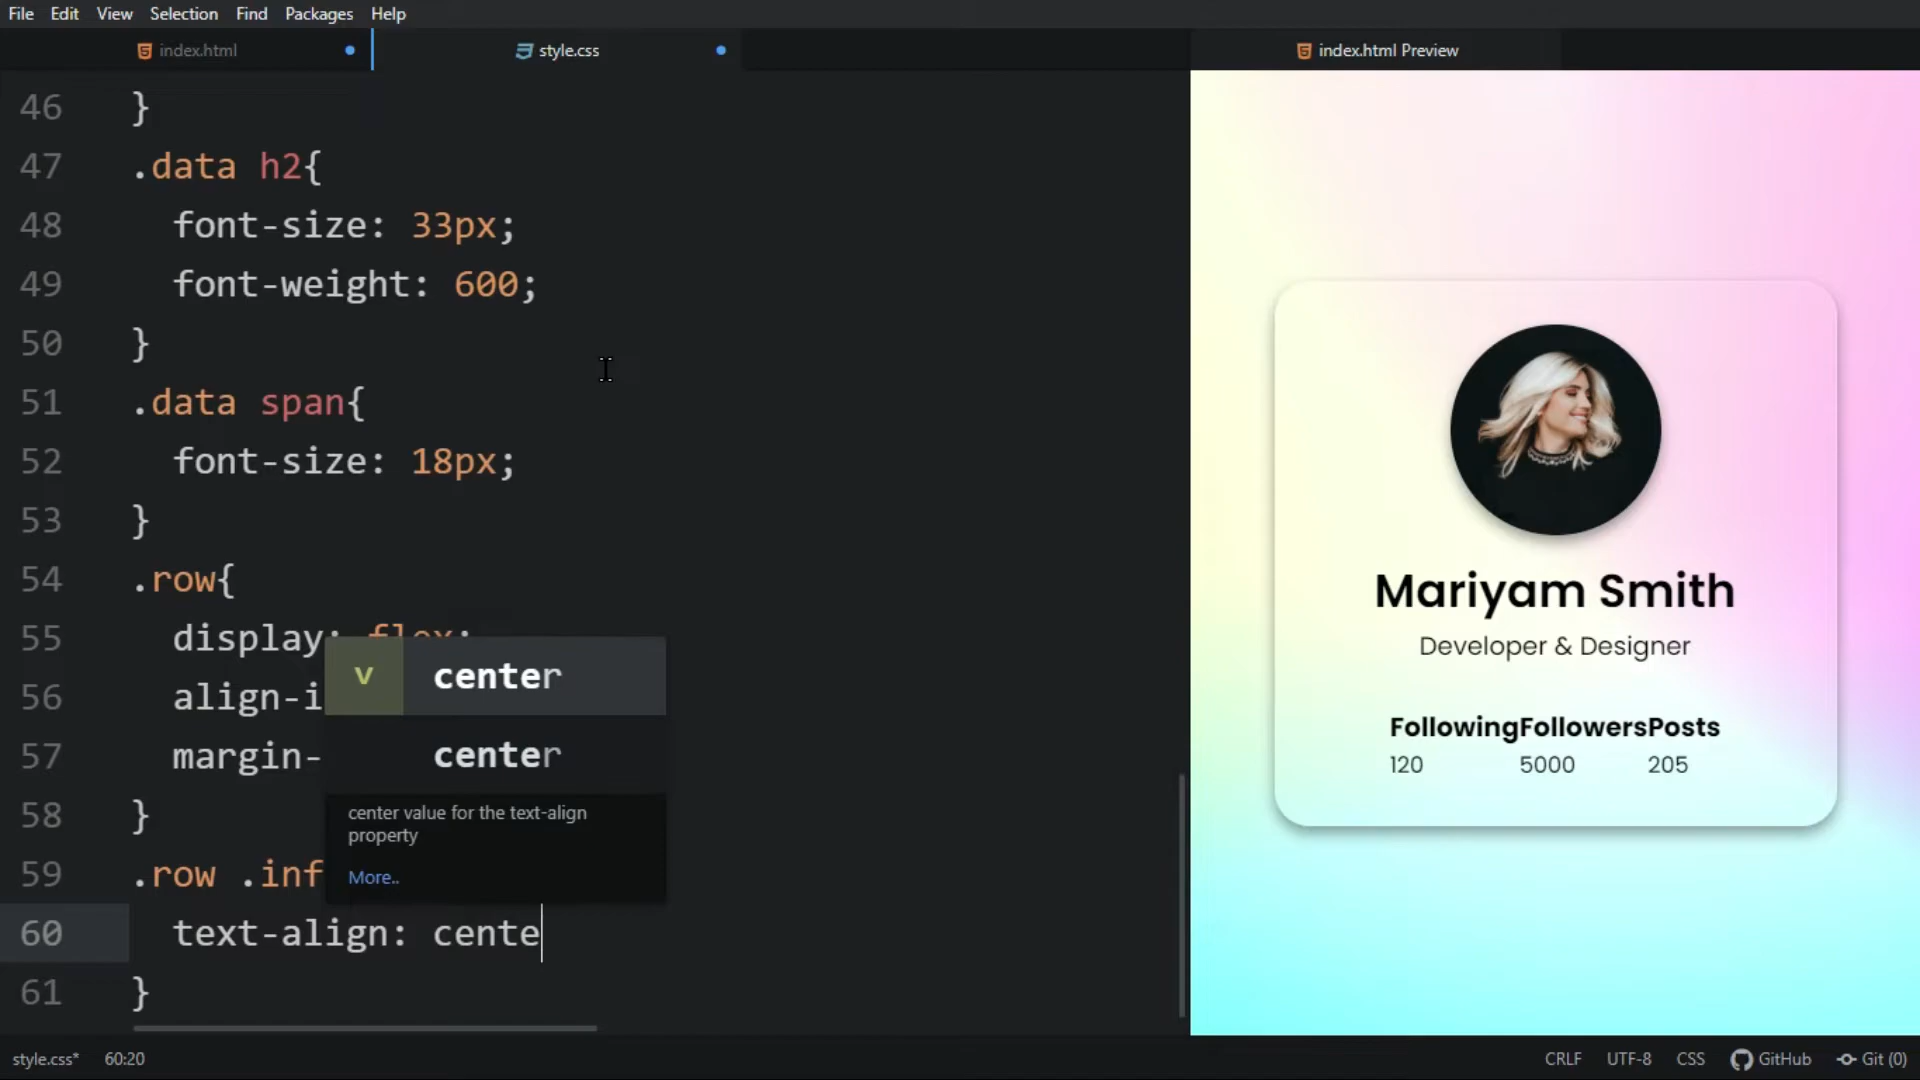 File Edit View Selection Find Packages Help
index.html style.css index.html Preview
46 }
47 .data h2{
48 font-size: 33px;
49 font-weight: 600;
50 }
51 .data span{
52 font-size: 18px;
53 }
54 .row{
55 display: flex;
56 align-i
57 margin-
58 }
59 .row .inf
60 text-align: cente
61 }
v center
center
center value for the text-align
property
More..
Mariyam Smith
Developer & Designer
FollowingFollowersPosts
120 5000 205
style.css* 60:20 CRLF UTF-8 CSS GitHub Git (0)